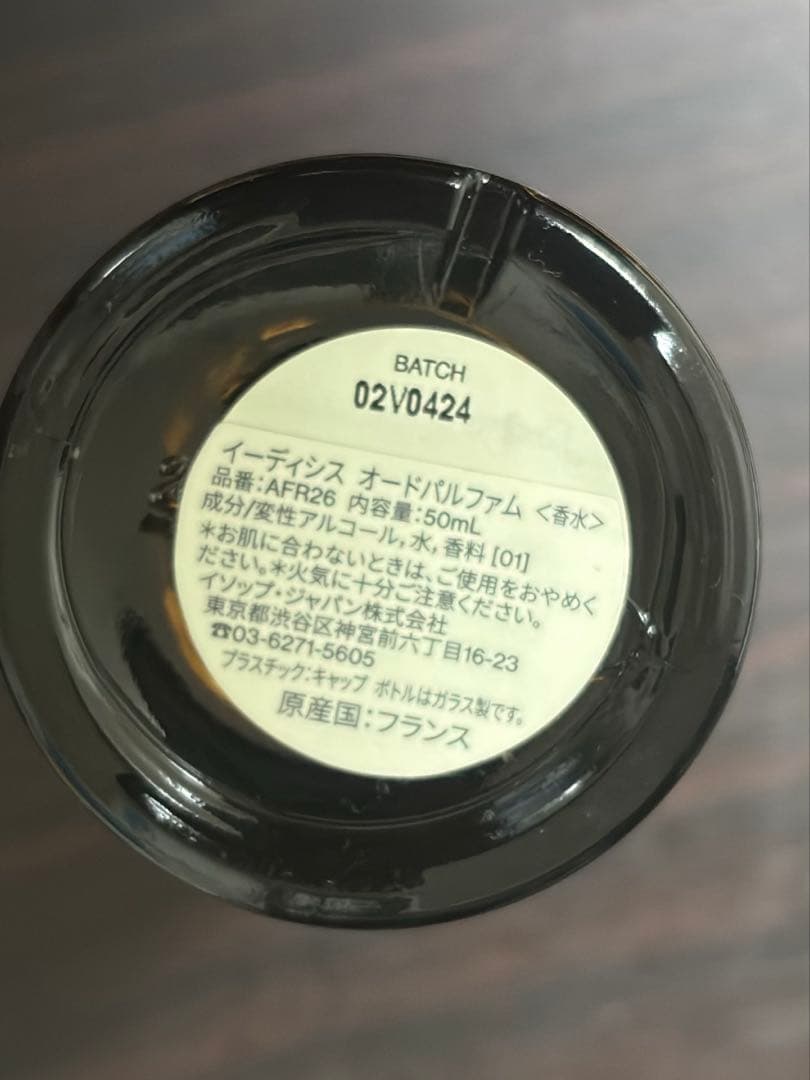 BATCH
02V0424
イーディシス オードパルファム <香水>
品番:AFR26 内容量:50mL
成分/変性アルコール,水,香料[01]
*お肌に合わないときは、ご使用をおやめく
ださい。*火気に十分ご注意ください。
イソップ・ジャパン株式会社
東京都渋谷区神宮前六丁目16-23
☎03-6271-5605
プラスチック:キャップ ボトルはガラス製です。
原産国:フランス